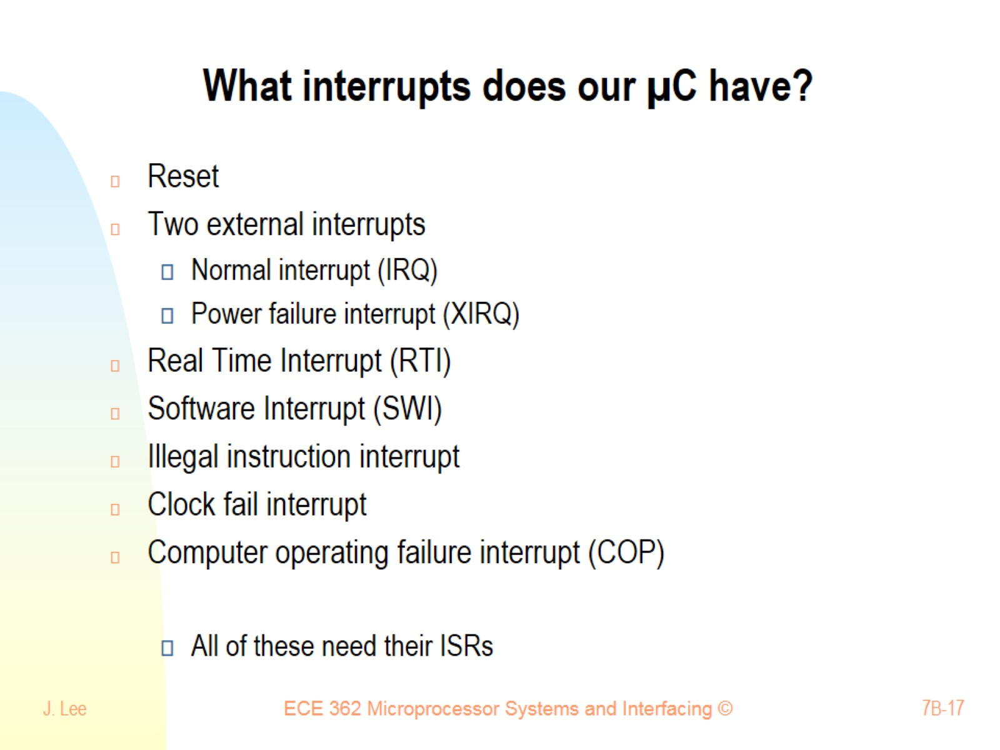 What interrupts does our µC have?
Reset
Two external interrupts
Normal interrupt (IRQ)
Power failure interrupt (XIRQ)
Real Time Interrupt (RTI)
Software Interrupt (SWI)
Illegal instruction interrupt
Clock fail interrupt
Computer operating failure interrupt (COP)
All of these need their ISRs
J. Lee
ECE 362 Microprocessor Systems and Interfacing ©
7B-17